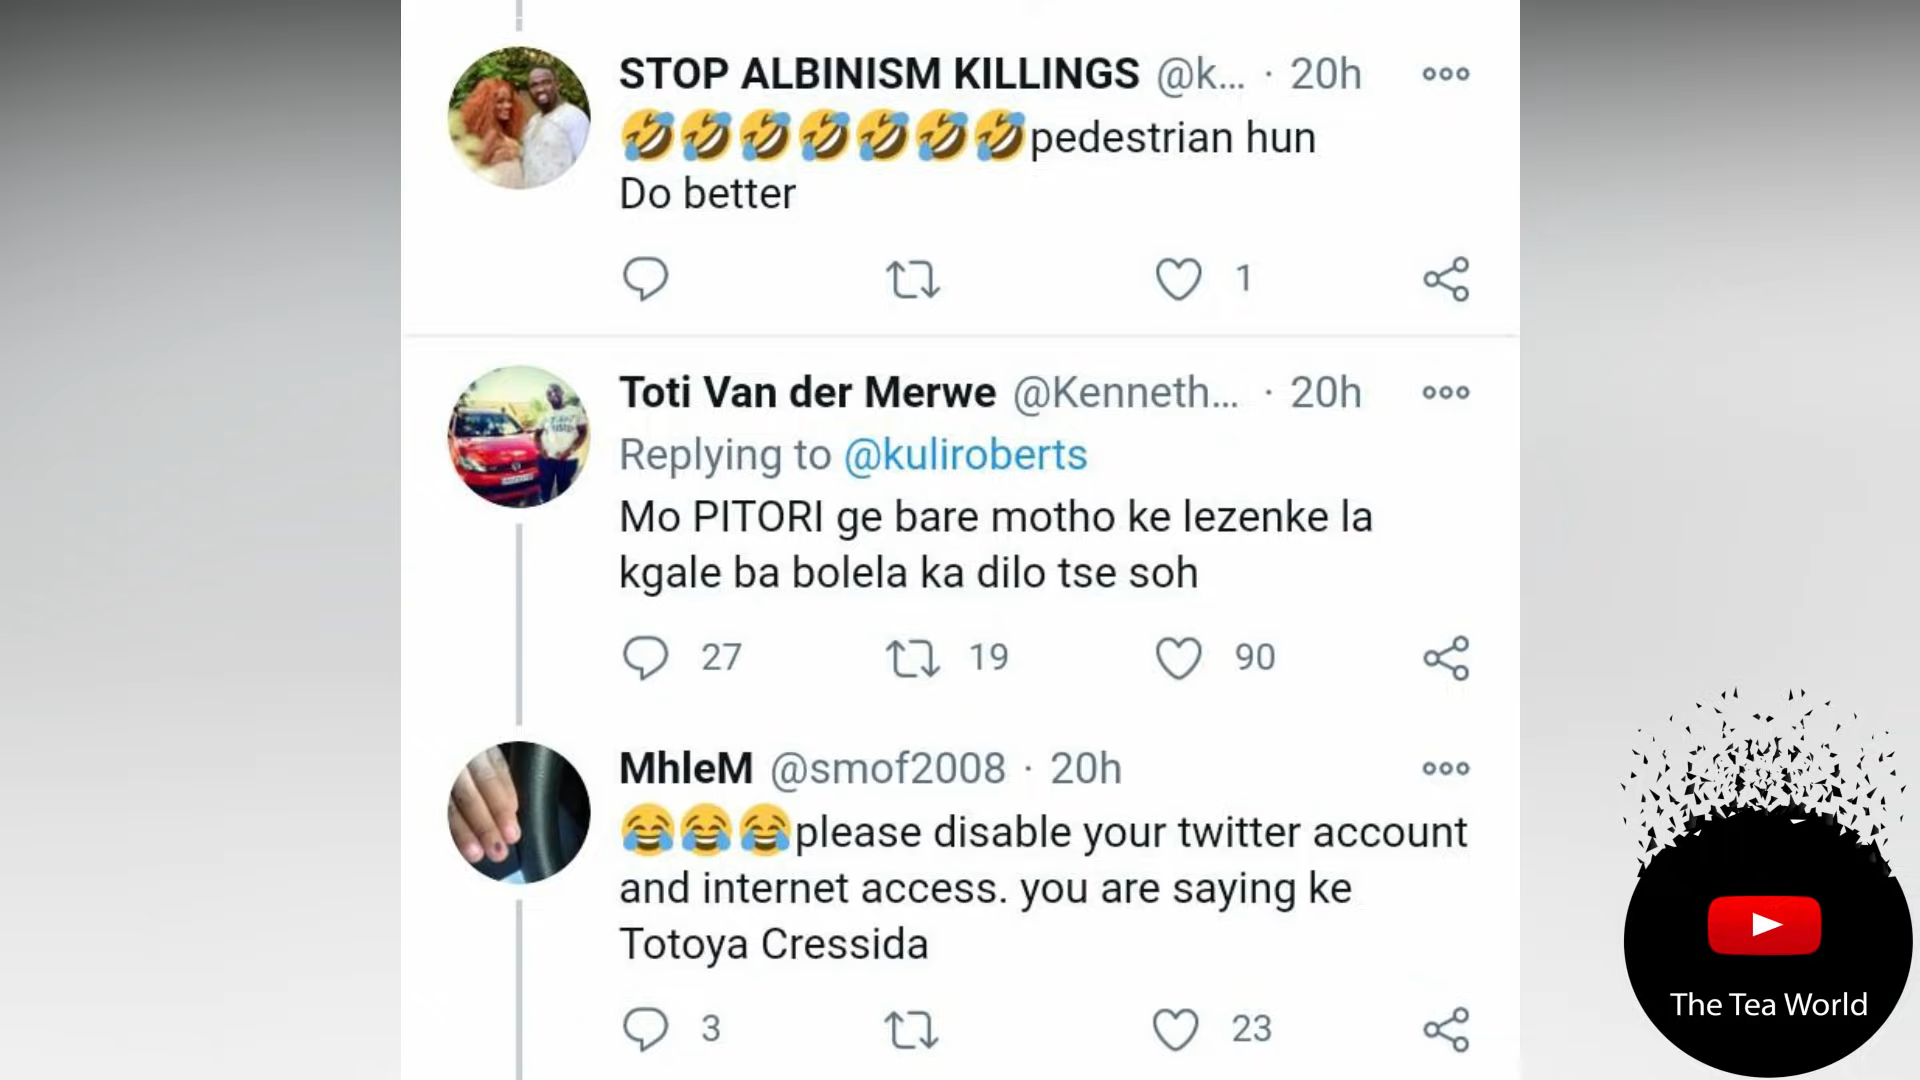 STOP ALBINISM KILLINGS @k... · 20h
🤣🤣🤣🤣🤣🤣🤣pedestrian hun
Do better
1
Toti Van der Merwe @Kenneth... · 20h
Replying to @kuliroberts
Mo PITORI ge bare motho ke lezenke la
kgale ba bolela ka dilo tse soh
27 19 90
MhleM @smof2008 · 20h
😂😂😂please disable your twitter account
and internet access. you are saying ke
Totoya Cressida
3 23
The Tea World